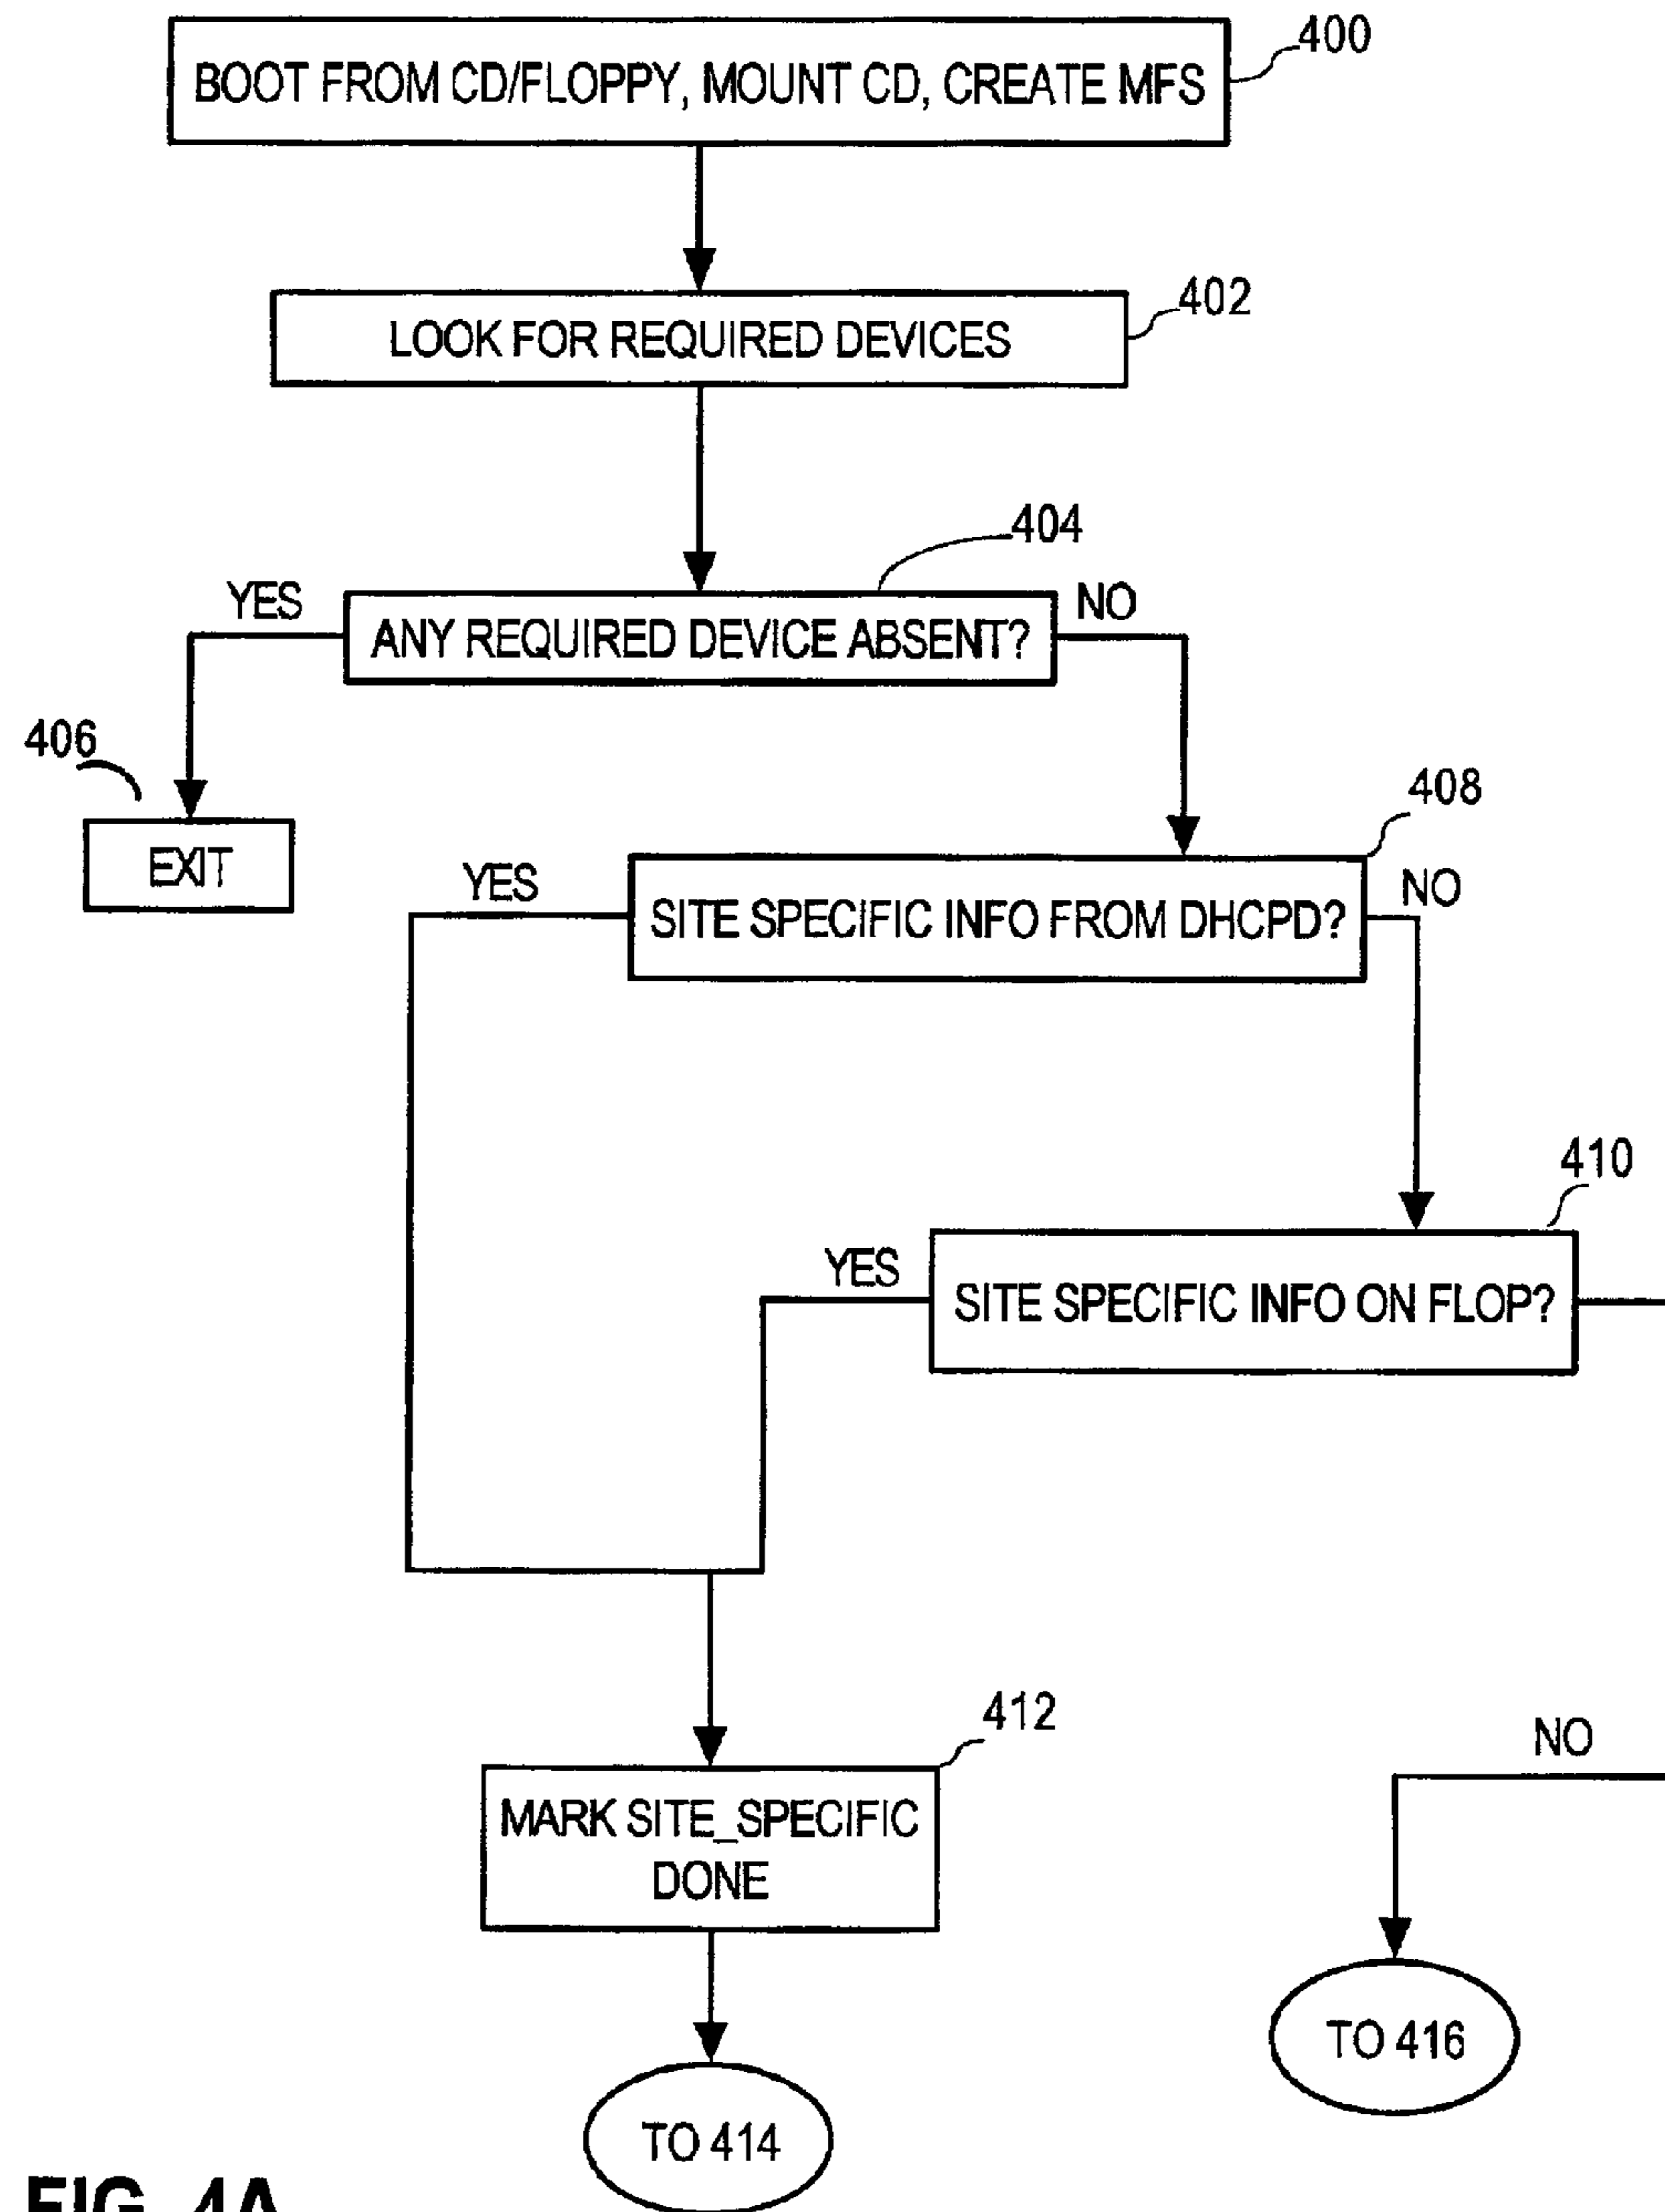 400
BOOT FROM CD/FLOPPY, MOUNT CD, CREATE MFS
402
LOOK FOR REQUIRED DEVICES
404
YES
NO
ANY REQUIRED DEVICE ABSENT?
406
EXIT
408
YES
NO
SITE SPECIFIC INFO FROM DHCPD?
410
YES
SITE SPECIFIC INFO ON FLOP?
412
NO
MARK SITE_SPECIFIC
DONE
TO 416
TO 414
FIG. 4A